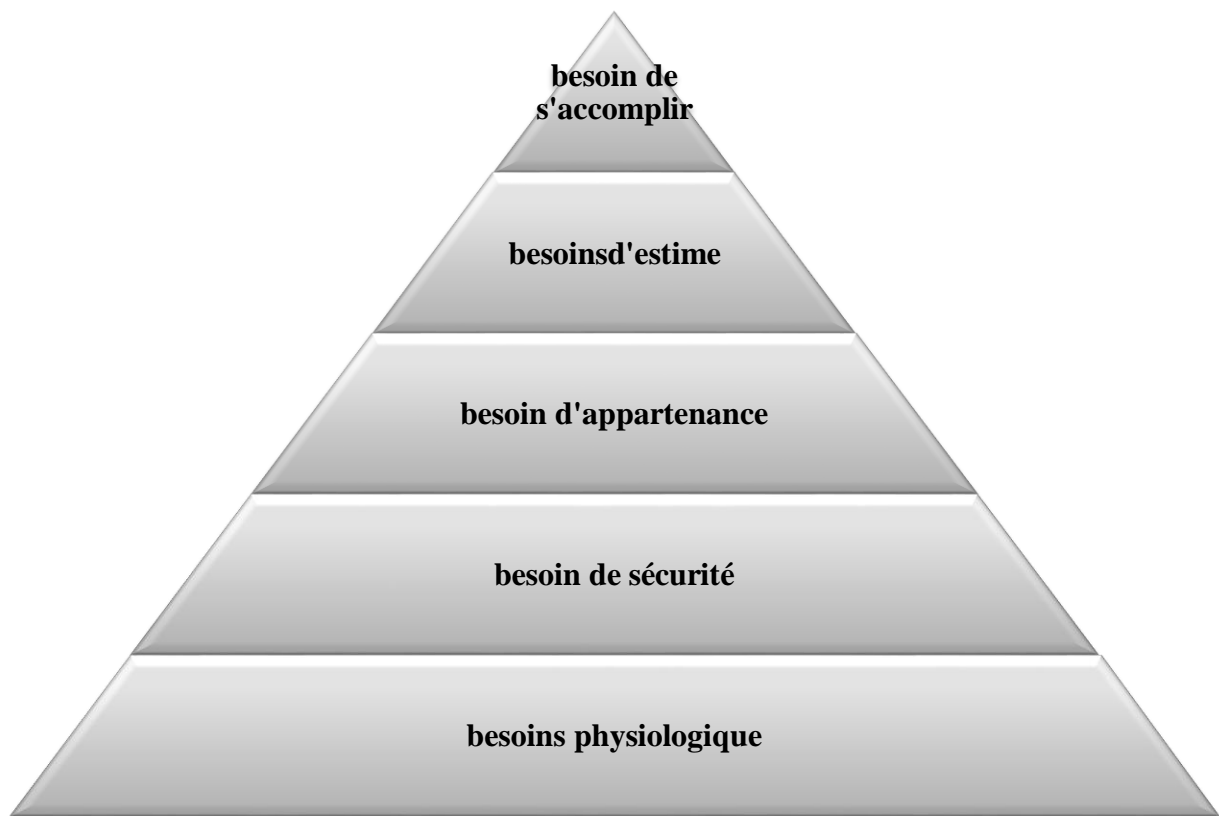 besoin de
s'accomplir
besoinsd'estime
besoin d'appartenance
besoin de sécurité
besoins physiologique